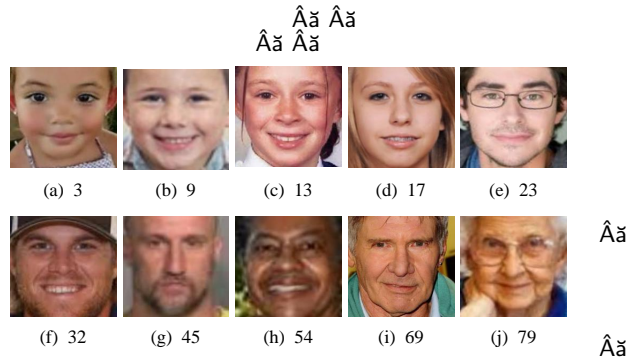 Âă Âă
Âă Âă
(a) 3 (b) 9 (c) 13 (d) 17 (e) 23
Âă
(f) 32 (g) 45 (h) 54 (i) 69 (j) 79
Âă